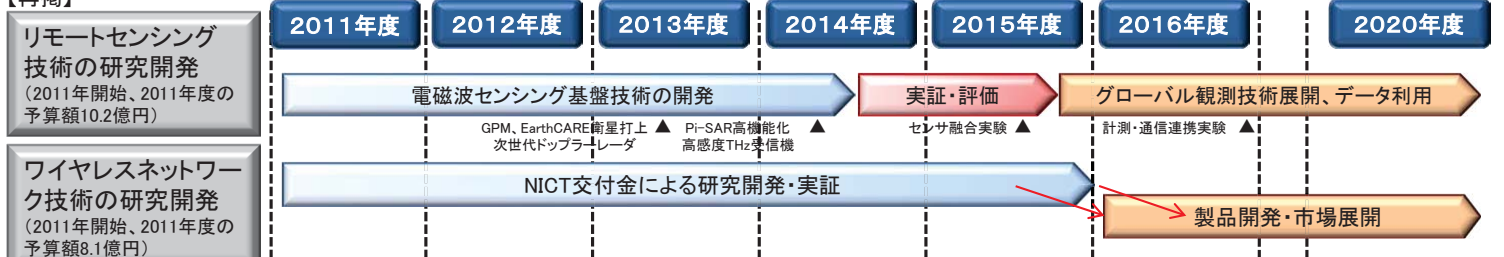 【再掲】
2011年度 2012年度 2013年度 2014年度 2015年度 2016年度 2020年度
リモートセンシング
技術の研究開発
(2011年開始、2011年度の
予算額10.2億円)
電磁波センシング基盤技術の開発 実証・評価 グローバル観測技術展開、データ利用
GPM、EarthCARE衛星打上 ▲ Pi-SAR高機能化 ▲ センサ融合実験 ▲ 計測・通信連携実験 ▲
次世代ドップラーレーダ 高感度THz受信機
ワイヤレスネットワー
ク技術の研究開発
(2011年開始、2011年度の
予算額8.1億円)
NICT交付金による研究開発・実証
製品開発・市場展開